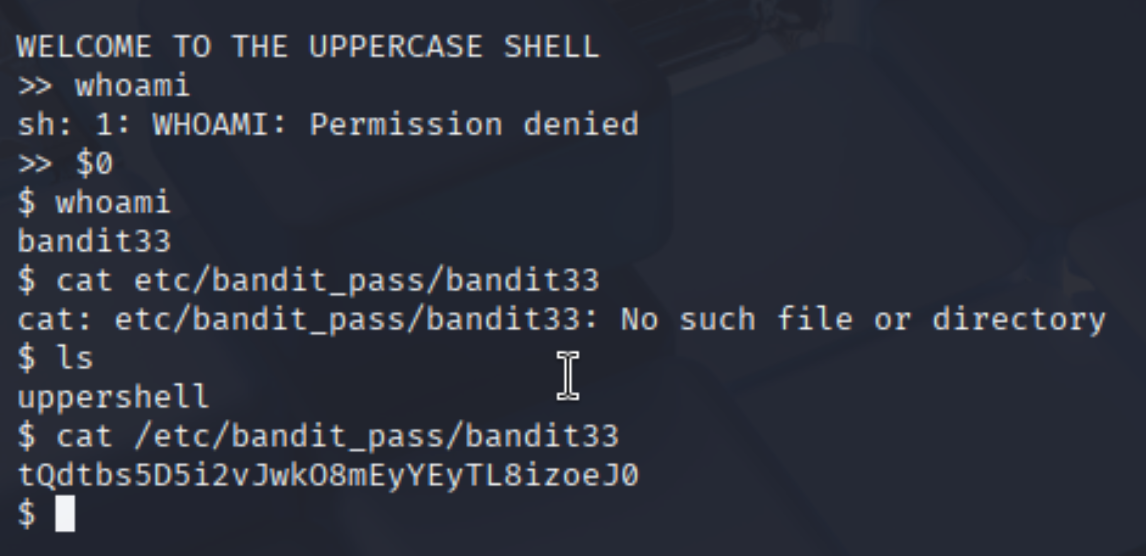 WELCOME TO THE UPPERCASE SHELL
>> whoami
sh: 1: WHOAMI: Permission denied
>> $0
$ whoami
bandit33
$ cat etc/bandit_pass/bandit33
cat: etc/bandit_pass/bandit33: No such file or directory
$ ls
uppershell
$ cat /etc/bandit_pass/bandit33
tQdtbs5D5i2vJwkO8mEyYEyTL8izoeJ0
$